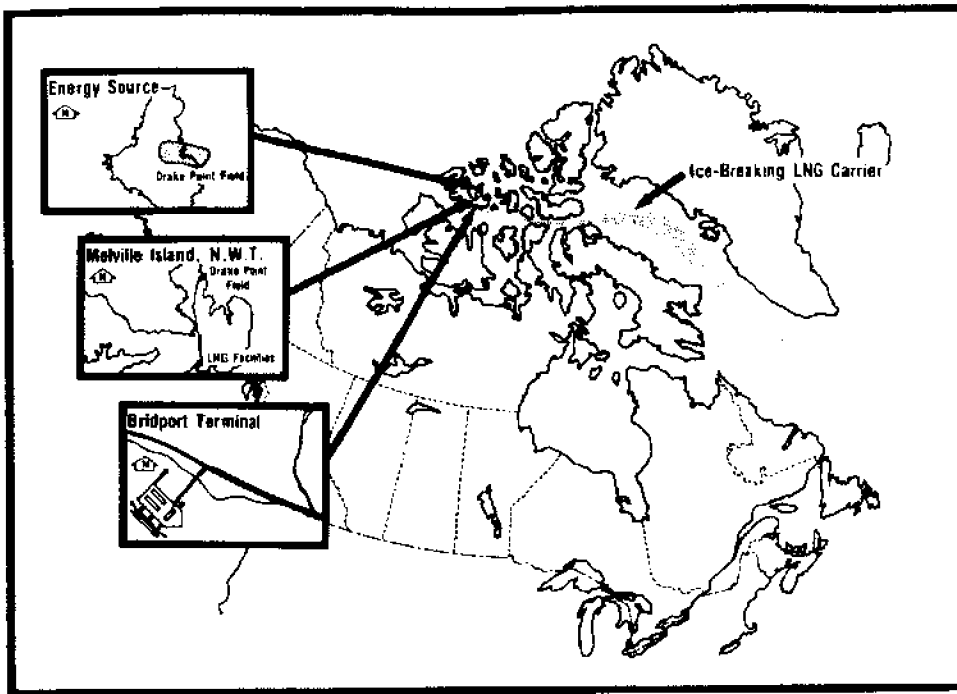 Energy Source
N
Drake Point Field
Ice-Breaking LNG Carrier
Melville Island, N.W.T.
N
Drake Point
Field
LNG Facilities
Bridport Terminal
N